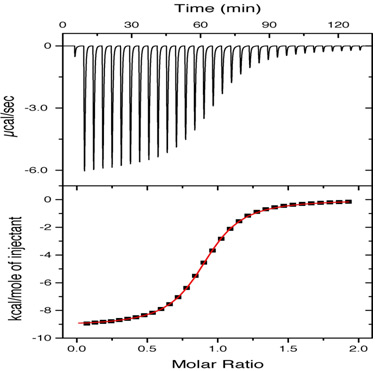 Time (min)
0 30 60 90 120
0
-3.0
-6.0
µcal/sec
0
-2
-4
-6
-8
-10
kcal/mole of injectant
0.0 0.5 1.0 1.5 2.0
Molar Ratio